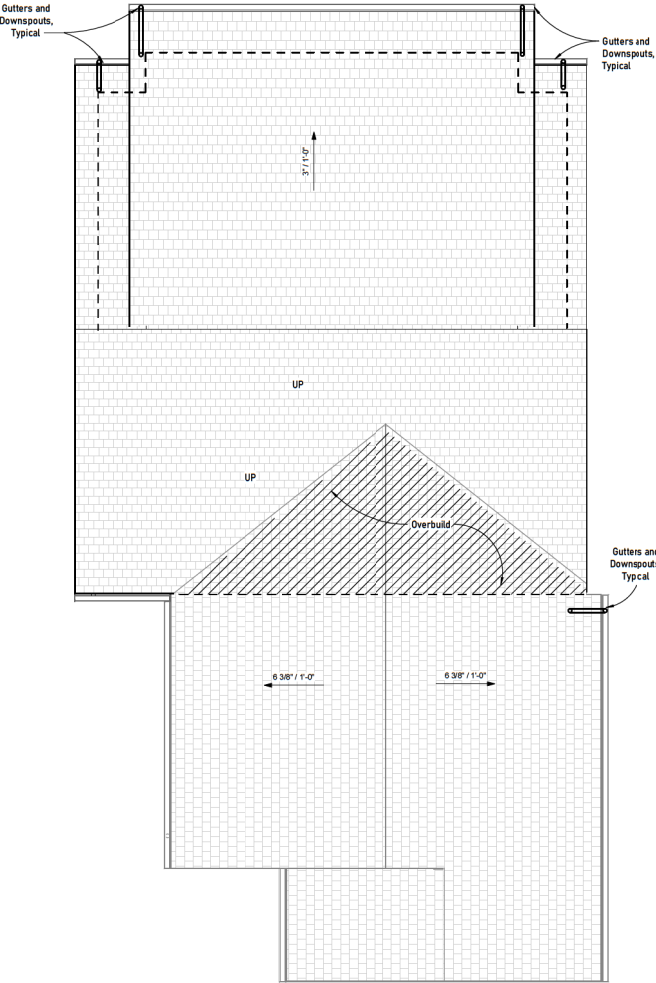 Gutters and
Downspouts,
Typical
Gutters and
Downspouts,
Typical
3" / 1'-0"
UP
UP
Overbuild
Gutters and
Downspouts
Typcal
6 3/8" / 1'-0"
6 3/8" / 1'-0"